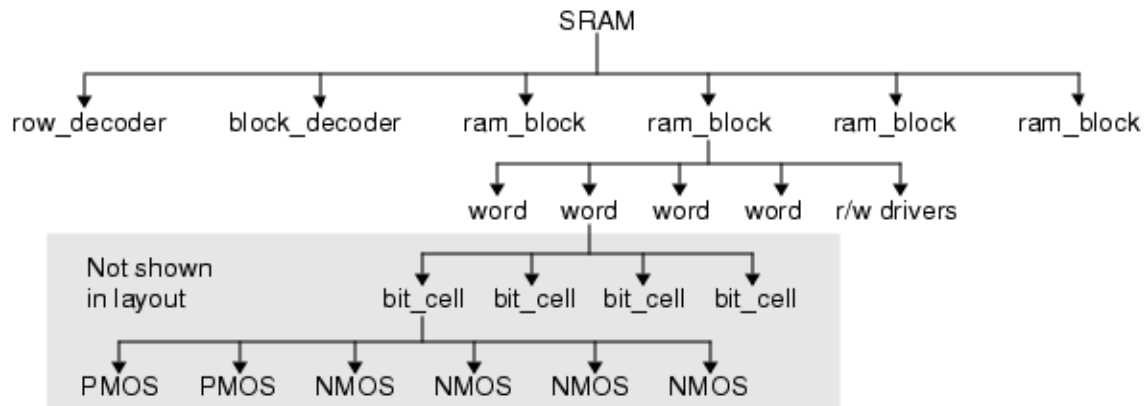 SRAM
row_decoder block_decoder ram_block ram_block ram_block ram_block
word word word word r/w drivers
Not shown
in layout
bit_cell bit_cell bit_cell bit_cell
PMOS PMOS NMOS NMOS NMOS NMOS